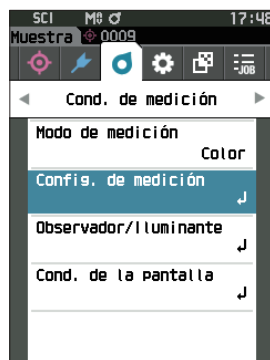 SCI M0 17:48
Muestra 0009
-JOB
Cond. de medición
Modo de medición
Color
Config. de medición
Observador/Iluminante
Cond. de la pantalla